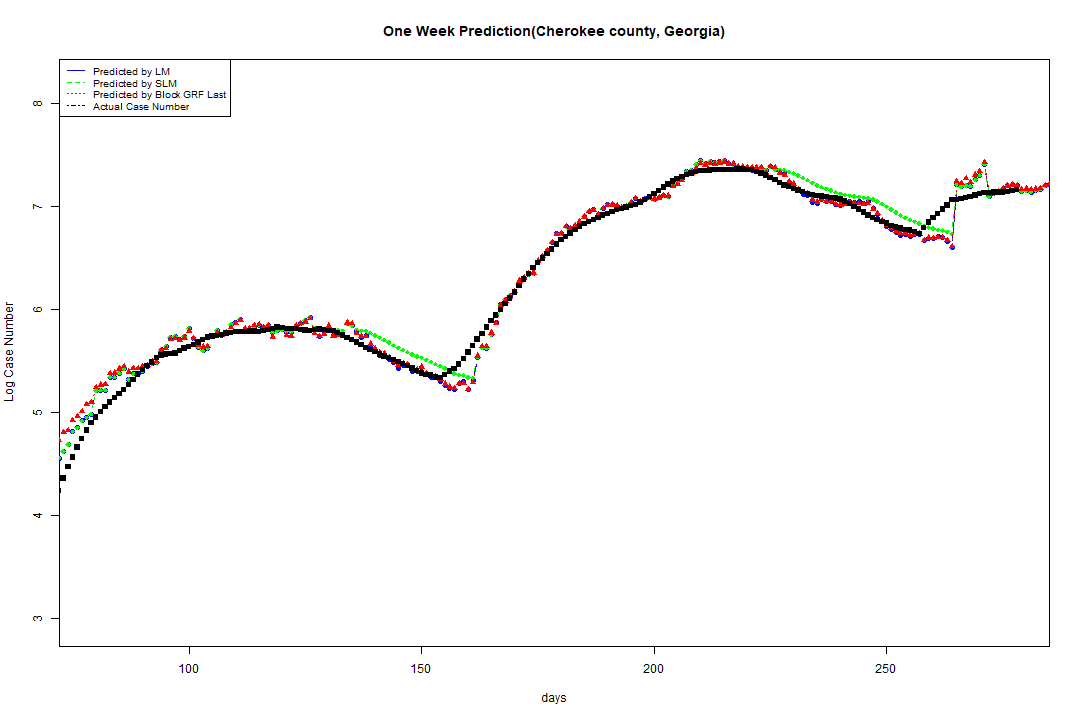 One Week Prediction(Cherokee county, Georgia)
Predicted by LM
Predicted by SLM
Predicted by Block GRF Last
Actual Case Number
8
7
6
5
4
3
Log Case Number
100 150 200 250
days